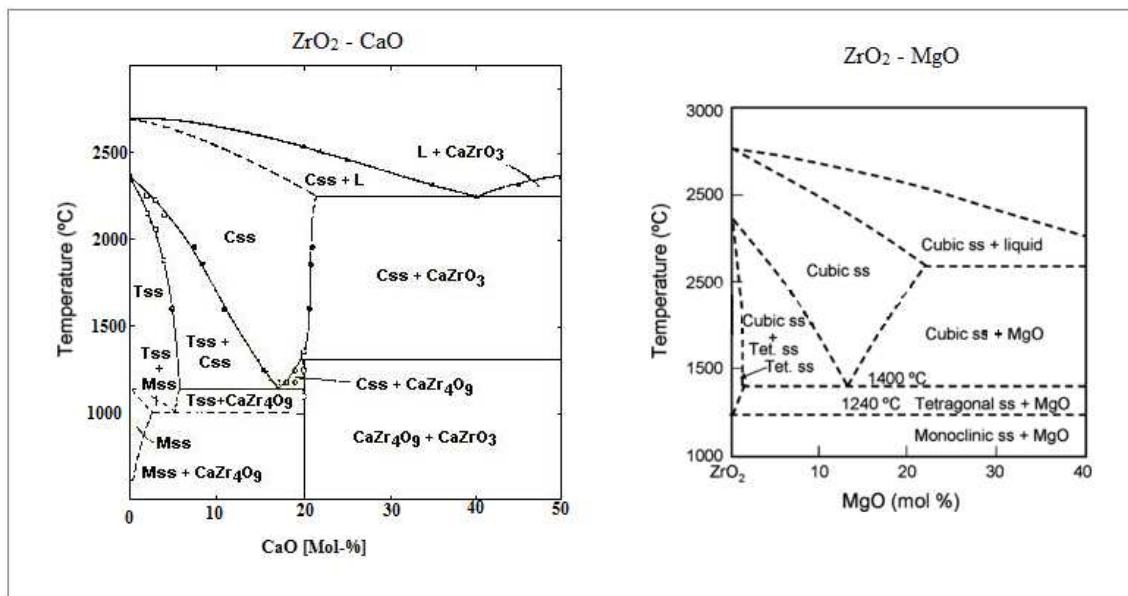 ZrO₂ - CaO
2500
2000
1500
1000
Temperature (ºC)
L + CaZrO₃
Css + L
Css
Css + CaZrO₃
Tss
Tss +
Css
Tss
+
Mss
Css + CaZr₄O₉
Tss+CaZr₄O₉
CaZr₄O₉ + CaZrO₃
Mss
Mss + CaZr₄O₉
0
10
20
30
40
50
CaO [Mol-%]
ZrO₂ - MgO
3000
2500
2500
1500
1000
Temperature (ºC)
Cubic ss + liquid
Cubic ss
Cubic ss
+
Tet. ss
Tet. ss
Cubic ss + MgO
1400 ºC
1240 ºC
Tetragonal ss + MgO
Monoclinic ss + MgO
ZrO₂
10
20
30
40
MgO (mol %)